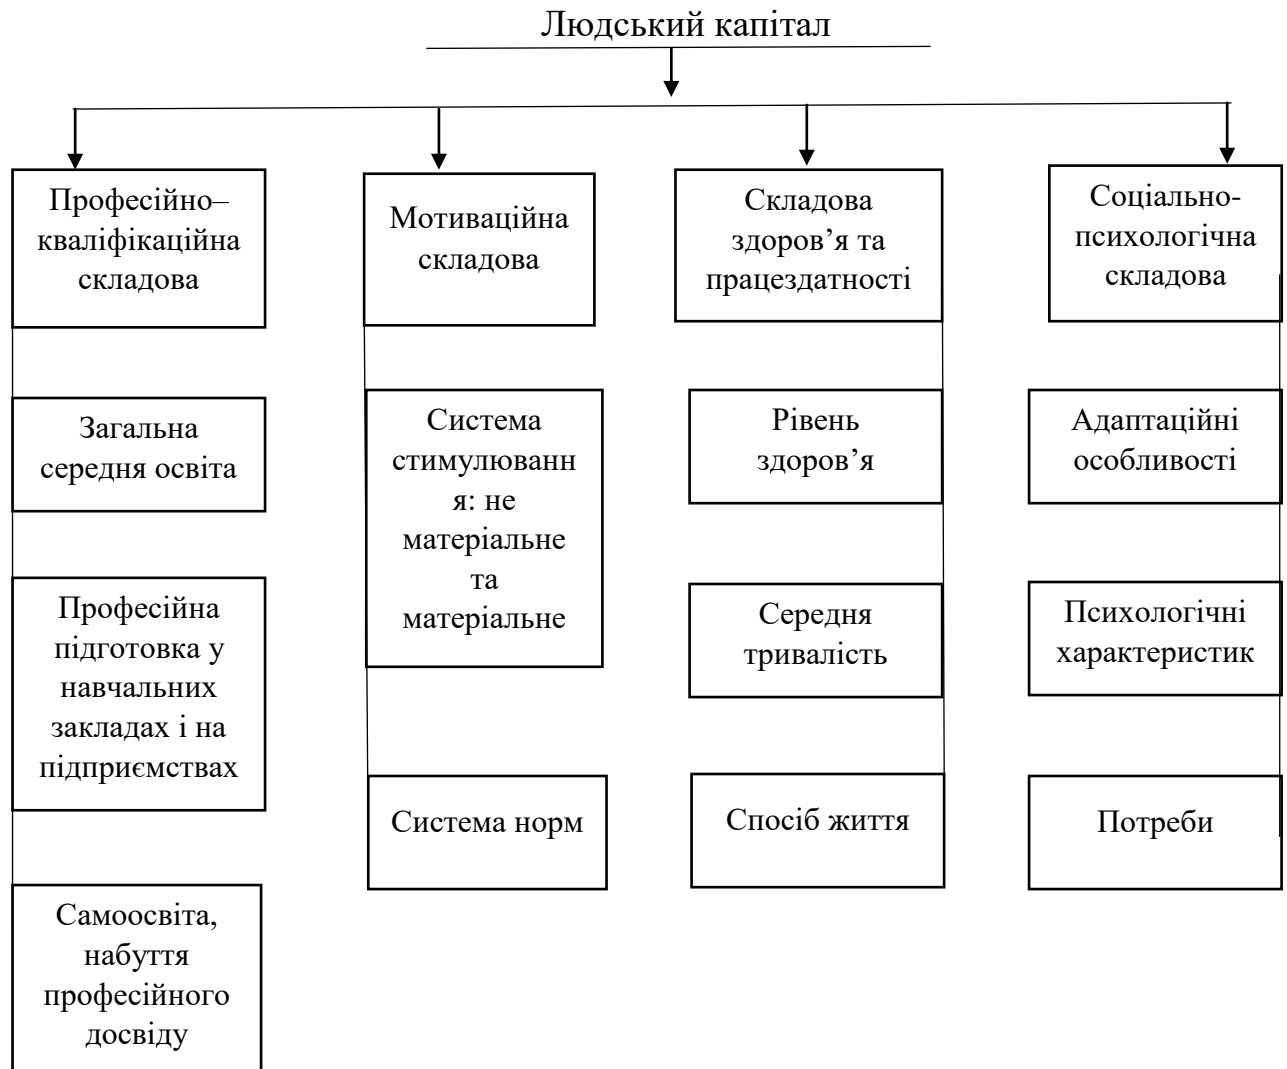 Людський капітал
Професійно–
кваліфікаційна
складова
Мотиваційна
складова
Складова
здоров’я та
працездатності
Соціально-
психологічна
складова
Загальна
середня освіта
Система
стимулюванн
я: не
матеріальне
та
матеріальне
Рівень
здоров’я
Адаптаційні
особливості
Професійна
підготовка у
навчальних
закладах і на
підприємствах
Середня
тривалість
Психологічні
характеристик
Система норм
Спосіб життя
Потреби
Самоосвіта,
набуття
професійного
досвіду